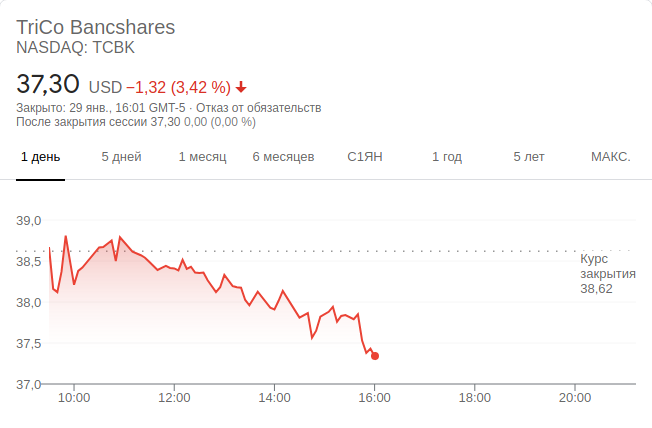 TriCo Bancshares
NASDAQ: TCBK
37,30 USD −1,32 (3,42 %)
Закрыто: 29 янв., 16:01 GMT-5 · Отказ от обязательств
После закрытия сессии 37,30 0,00 (0,00 %)
1 день 5 дней 1 месяц 6 месяцев С1ЯН 1 год 5 лет МАКС.
39,0
38,5
38,0
37,5
37,0
Курс
закрытия
38,62
10:00 12:00 14:00 16:00 18:00 20:00